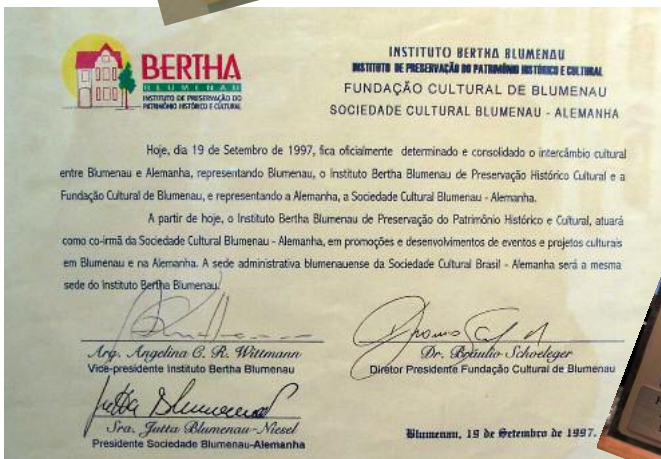 BERTHA
BLUMENAU
INSTITUTO DE PRESERVAÇÃO DO
PATRIMÔNIO HISTÓRICO E CULTURAL
INSTITUTO BERTHA BLUMENAU
INSTITUTO DE PRESERVAÇÃO DO PATRIMÔNIO HISTÓRICO E CULTURAL
FUNDAÇÃO CULTURAL DE BLUMENAU
SOCIEDADE CULTURAL BLUMENAU - ALEMANHA
Hoje, dia 19 de Setembro de 1997, fica oficialmente determinado e consolidado o intercâmbio cultural
entre Blumenau e Alemanha, representando Blumenau, o Instituto Bertha Blumenau de Preservação Histórico Cultural e a
Fundação Cultural de Blumenau, e representando a Alemanha, a Sociedade Cultural Blumenau - Alemanha.
A partir de hoje, o Instituto Bertha Blumenau de Preservação do Patrimônio Histórico e Cultural, atuará
como co-irmã da Sociedade Cultural Blumenau - Alemanha, em promoções e desenvolvimentos de eventos e projetos culturais
em Blumenau e na Alemanha. A sede administrativa blumenauense da Sociedade Cultural Brasil - Alemanha será a mesma
sede do Instituto Bertha Blumenau.
Arq. Angelina C. R. Wittmann
Vice-presidente Instituto Bertha Blumenau
Dr. Bráulio Schoeleger
Diretor Presidente Fundação Cultural de Blumenau
Jutta Blumenau
Sra. Jutta Blumenau-Niesel
Presidente Sociedade Blumenau-Alemanha
Blumenau, 19 de Setembro de 1997.